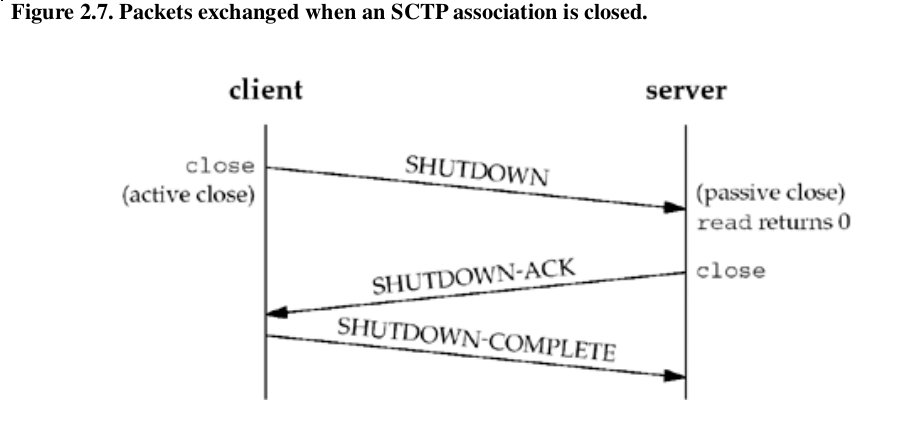 Figure 2.7. Packets exchanged when an SCTP association is closed.
client
server
close
(active close)
SHUTDOWN
(passive close)
read returns 0
SHUTDOWN-ACK
close
SHUTDOWN-COMPLETE